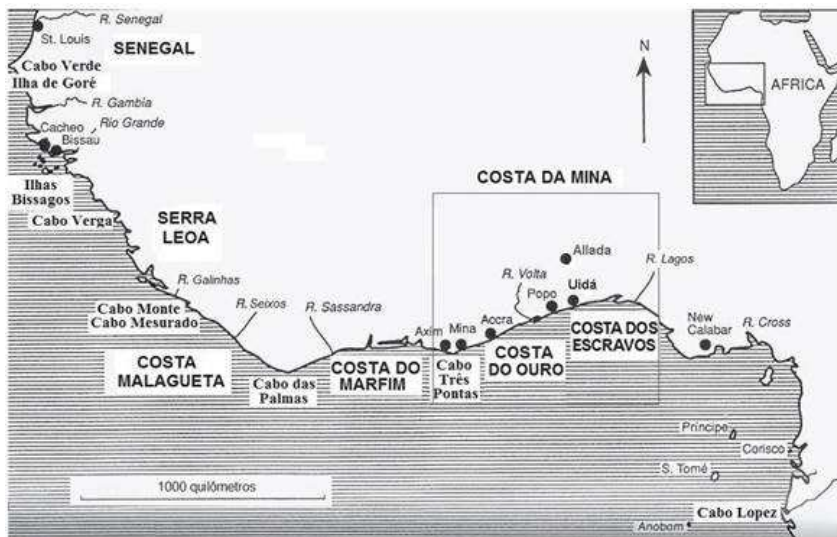 R. Senegal
St. Louis
SENEGAL
Cabo Verde
Ilha de Goré
R. Gambia
Cacheo
Rio Grande
Bissau
Ilhas
Bissagos
Cabo Verga
SERRA
LEOA
R. Galinhas
Cabo Monte
Cabo Mesurado
R. Seixos
COSTA
MALAGUETA
Cabo das
Palmas
R. Sassandra
COSTA DO
MARFIM
N
AFRICA
COSTA DA MINA
Allada
R. Lagos
R. Volta
Uidá
Popo
Accra
Axim
Mina
Cabo
Três
Pontas
COSTA
DO OURO
COSTA DOS
ESCRAVOS
New
Calabar
R. Cross
Príncipe
Corisco
S. Tomé
Cabo Lopez
Anobom
1000 quilômetros